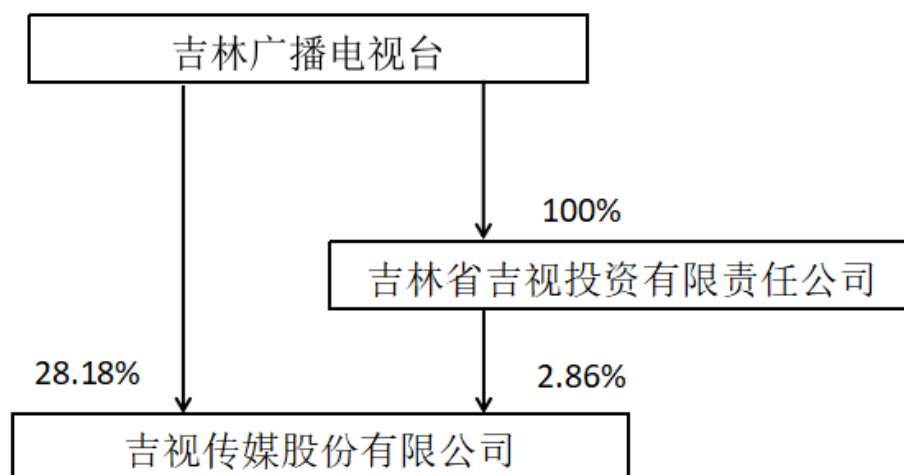 吉林广播电视台
100%
吉林省吉视投资有限责任公司
28.18%
2.86%
吉视传媒股份有限公司